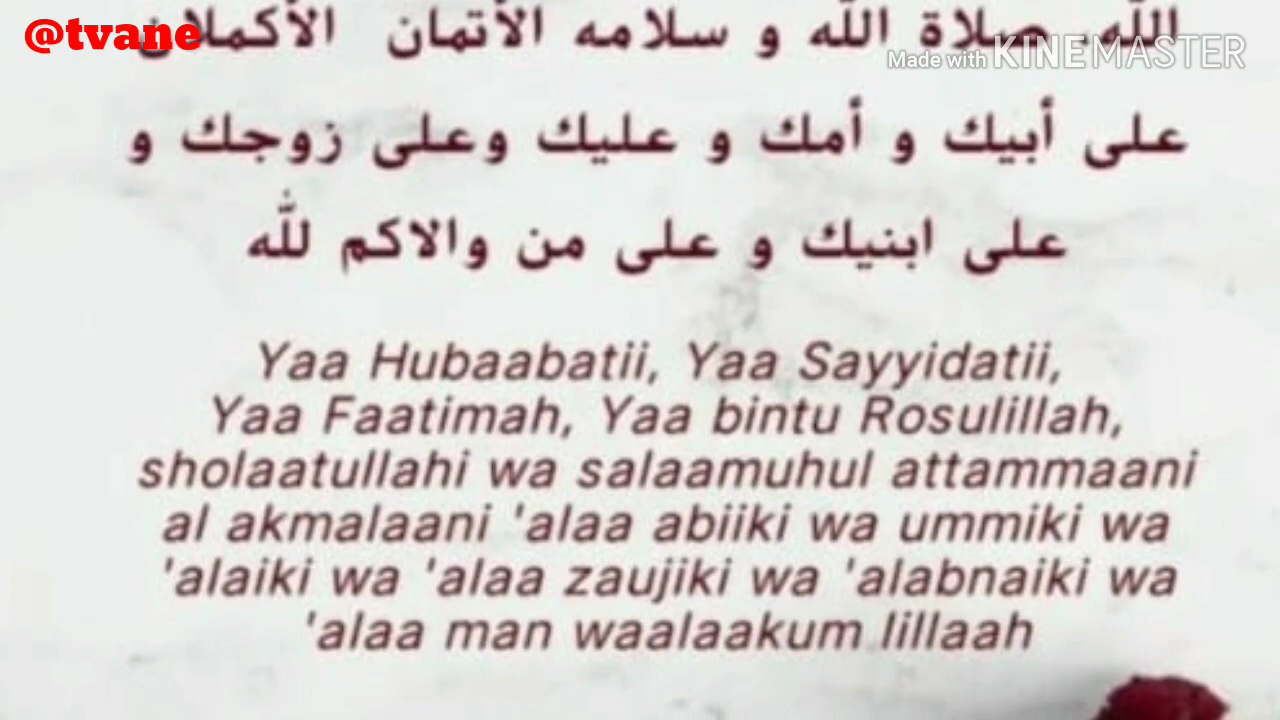 @tvane
Made with KINEMASTER
الله، صلاة الله و سلامه الأتمان الأكملان
على أبيك و أمك و عليك وعلى زوجك و
على ابنيك و على من والاكم لله
Yaa Hubaabatii, Yaa Sayyidatii,
Yaa Faatimah, Yaa bintu Rosulillah,
sholaatullahi wa salaamuhul attammaani
al akmalaani 'alaa abiiki wa ummiki wa
'alaiki wa 'alaa zaujiki wa 'alabnaiki wa
'alaa man waalaakum lillaah